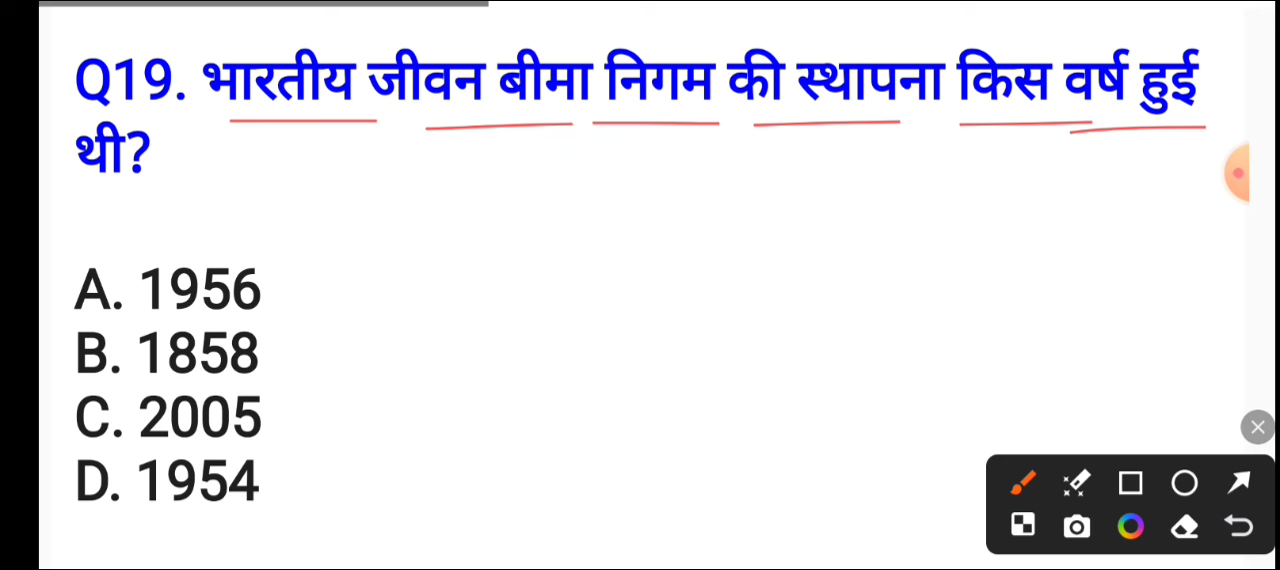 Q19. भारतीय जीवन बीमा निगम की स्थापना किस वर्ष हुई
थी?
A. 1956
B. 1858
C. 2005
D. 1954